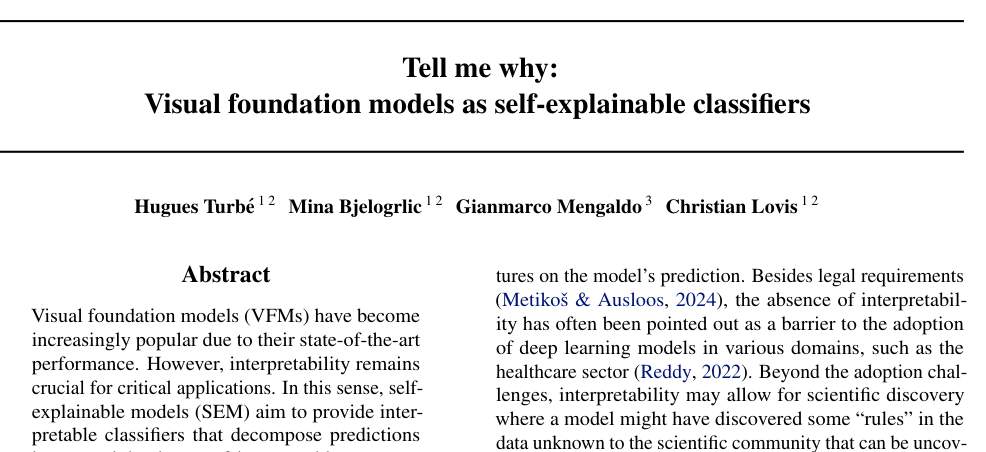 Tell me why:
Visual foundation models as self-explainable classifiers
Hugues Turbé 1 2 Mina Bjelogrlic 1 2 Gianmarco Mengaldo 3 Christian Lovis 1 2
Abstract
Visual foundation models (VFMs) have become
increasingly popular due to their state-of-the-art
performance. However, interpretability remains
crucial for critical applications. In this sense, self-
explainable models (SEM) aim to provide inter-
pretable classifiers that decompose predictions
tures on the model's prediction. Besides legal requirements
(Metikoš & Ausloos, 2024), the absence of interpretabil-
ity has often been pointed out as a barrier to the adoption
of deep learning models in various domains, such as the
healthcare sector (Reddy, 2022). Beyond the adoption chal-
lenges, interpretability may allow for scientific discovery
where a model might have discovered some “rules” in the
data unknown to the scientific community that can be uncov-